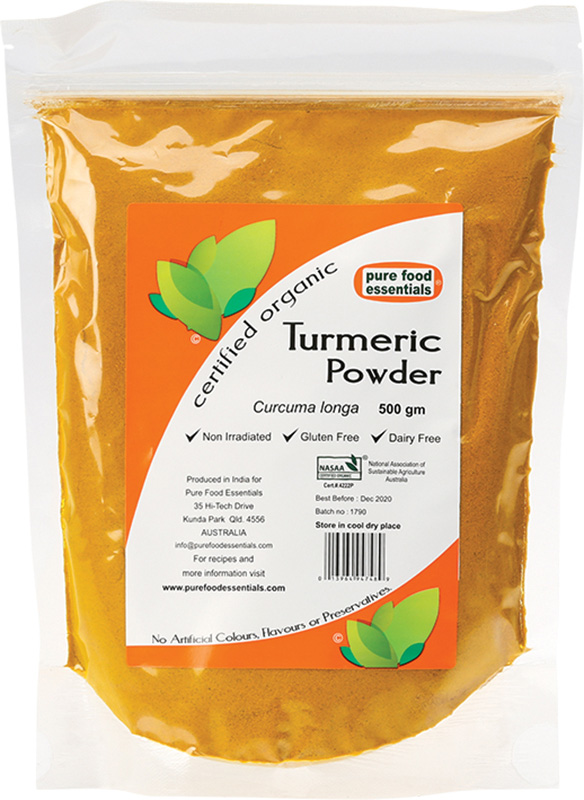 pure food
essentials®
certified organic
©
Turmeric
Powder
Curcuma longa 500 gm
Non Irradiated Gluten Free Dairy Free
NASAA
CERTIFIED ORGANIC
®
Cert.# 4222P
National Association of
Sustainable Agriculture
Australia
Produced in India for
Pure Food Essentials
35 Hi-Tech Drive
Kunda Park Qld. 4556
AUSTRALIA
info@purefoodessentials.com
For recipes and
more information visit
www.purefoodessentials.com
Best Before : Dec 2020
Batch no : 1790
Store in cool dry place
No Artificial Colours, Flavours or Preservatives.
©